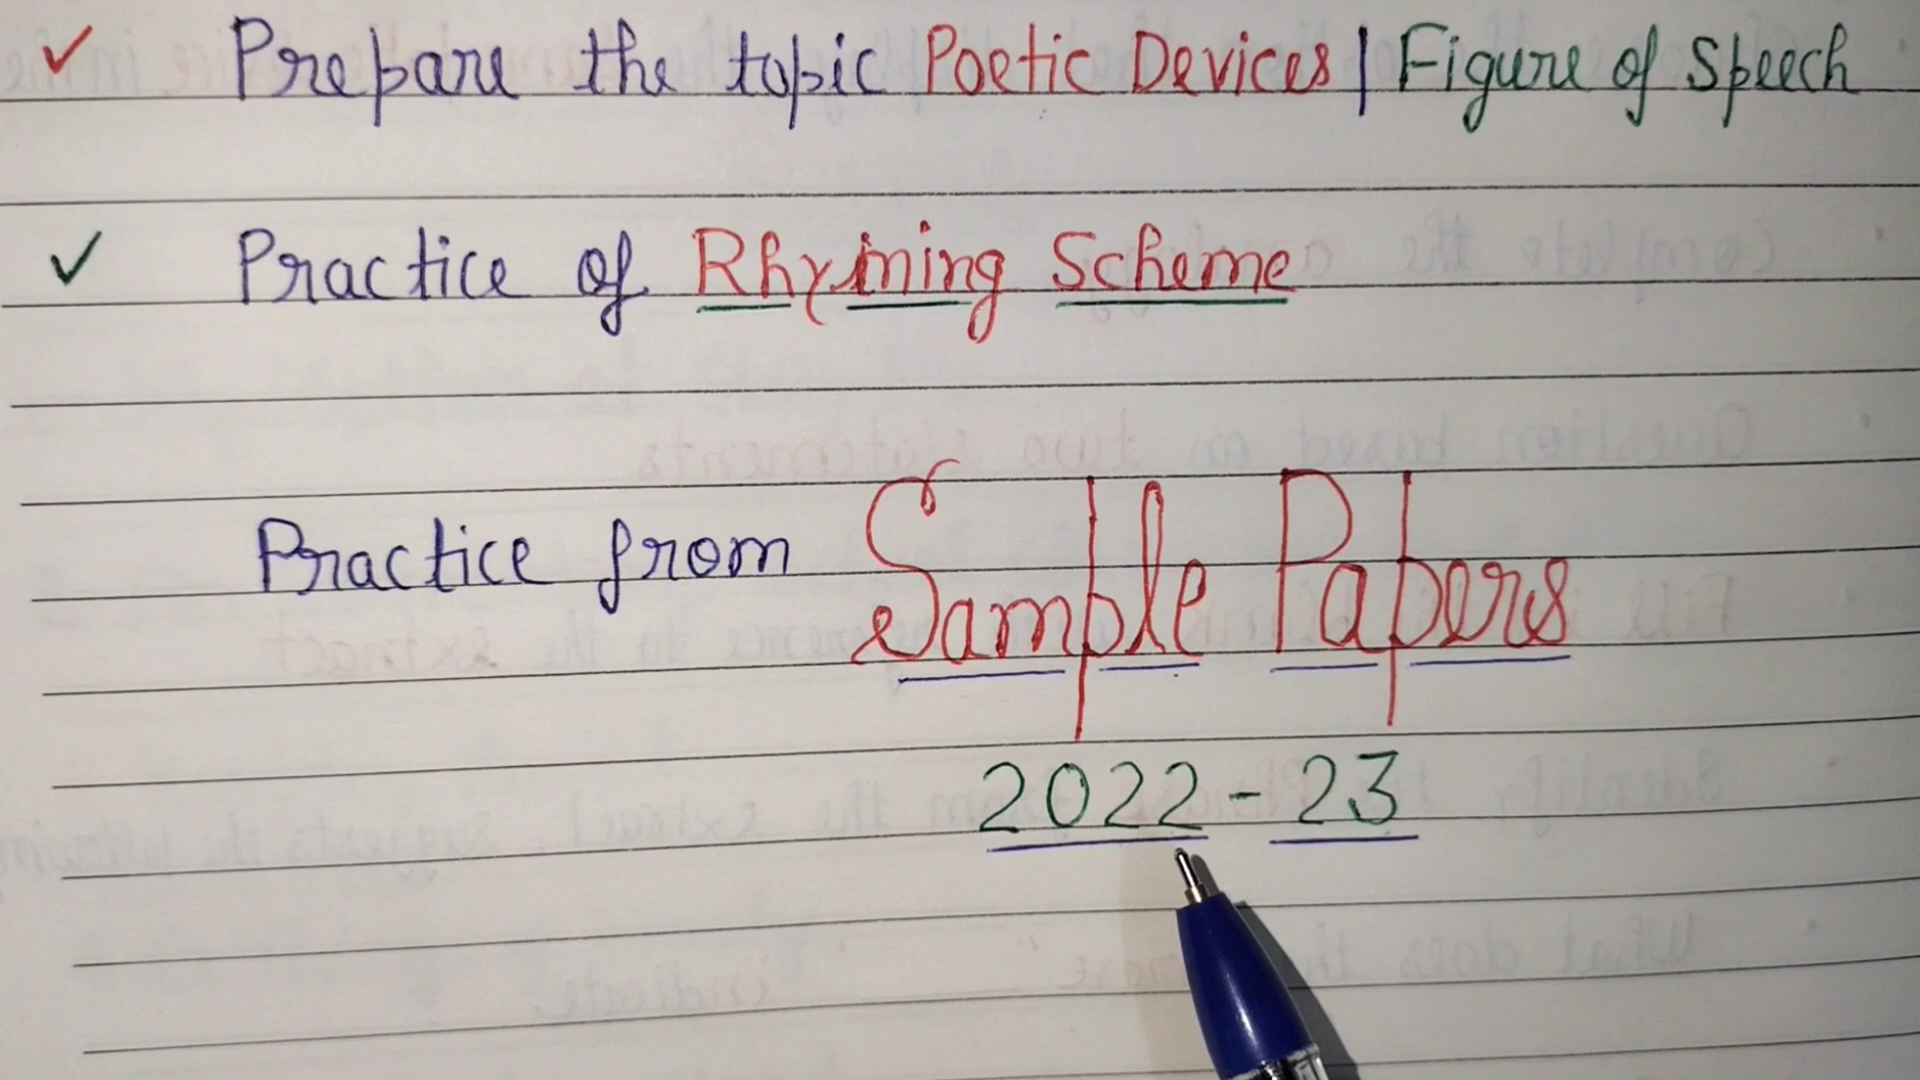 Prepare the topic Poetic Devices | Figure of Speech
Practice of Rhyming Scheme
Practice from Sample Papers
2022-23